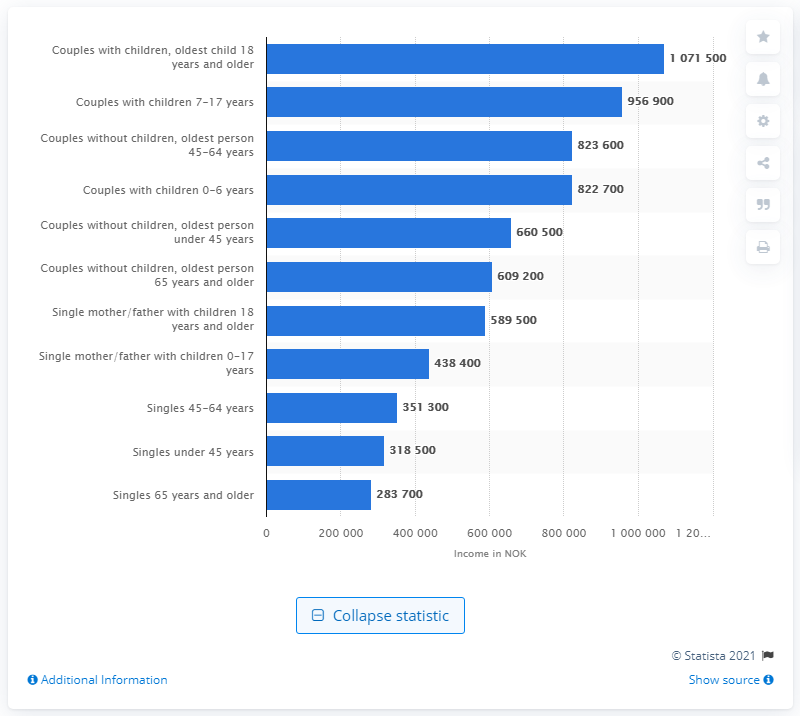 Couples with children, oldest child 18
years and older
1 071 500
Couples with children 7-17 years
956 900
Couples without children, oldest person
45-64 years
823 600
Couples with children 0-6 years
822 700
Couples without children, oldest person
under 45 years
660 500
Couples without children, oldest person
65 years and older
609 200
Single mother/father with children 18
years and older
589 500
Single mother/father with children 0-17
years
438 400
Singles 45-64 years
351 300
Singles under 45 years
318 500
Singles 65 years and older
283 700
0 200 000 400 000 600 000 800 000 1 000 000 1 20...
Income in NOK
Collapse statistic
© Statista 2021
Additional Information
Show source